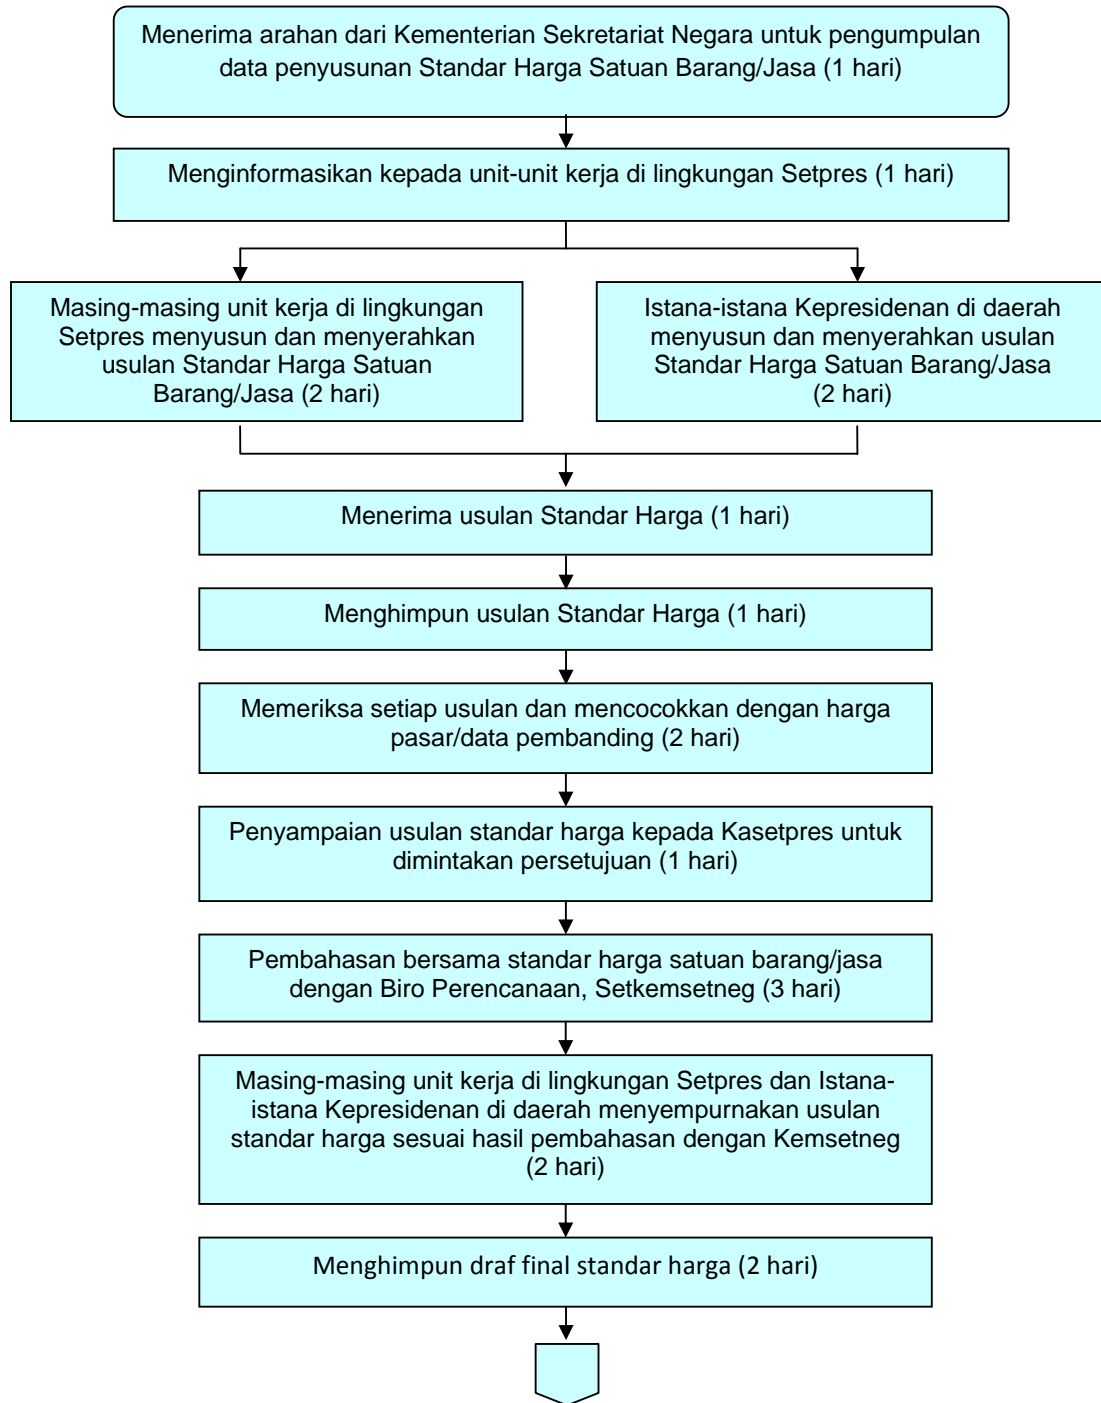 Menerima arahan dari Kementerian Sekretariat Negara untuk pengumpulan
data penyusunan Standar Harga Satuan Barang/Jasa (1 hari)
Menginformasikan kepada unit-unit kerja di lingkungan Setpres (1 hari)
Masing-masing unit kerja di lingkungan
Setpres menyusun dan menyerahkan
usulan Standar Harga Satuan
Barang/Jasa (2 hari)
Istana-istana Kepresidenan di daerah
menyusun dan menyerahkan usulan
Standar Harga Satuan Barang/Jasa
(2 hari)
Menerima usulan Standar Harga (1 hari)
Menghimpun usulan Standar Harga (1 hari)
Memeriksa setiap usulan dan mencocokkan dengan harga
pasar/data pembanding (2 hari)
Penyampaian usulan standar harga kepada Kasetpres untuk
dimintakan persetujuan (1 hari)
Pembahasan bersama standar harga satuan barang/jasa
dengan Biro Perencanaan, Setkemsetneg (3 hari)
Masing-masing unit kerja di lingkungan Setpres dan Istana-
istana Kepresidenan di daerah menyempurnakan usulan
standar harga sesuai hasil pembahasan dengan Kemsetneg
(2 hari)
Menghimpun draf final standar harga (2 hari)